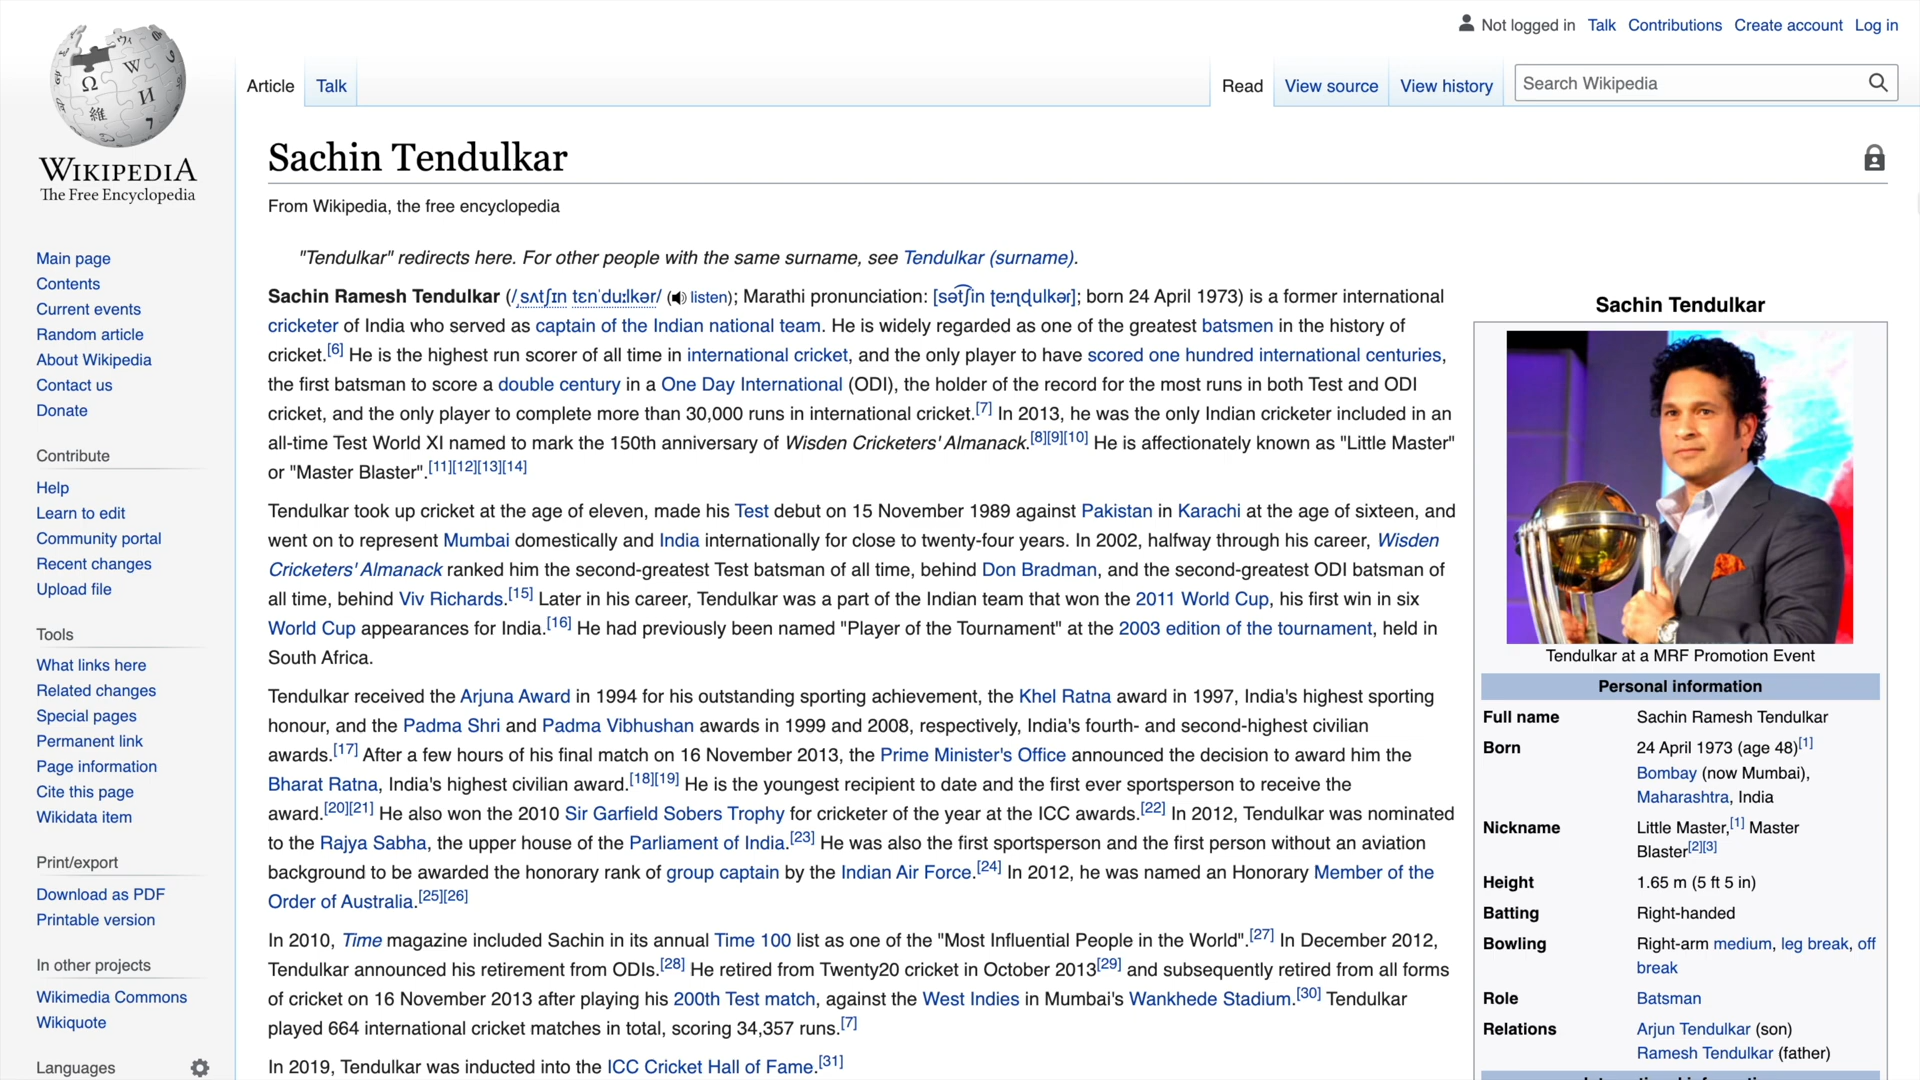 Not logged in Talk Contributions Create account Log in
Article Talk Read View source View history Search Wikipedia
WIKIPEDIA
The Free Encyclopedia
Main page
Contents
Current events
Random article
About Wikipedia
Contact us
Donate
Contribute
Help
Learn to edit
Community portal
Recent changes
Upload file
Tools
What links here
Related changes
Special pages
Permanent link
Page information
Cite this page
Wikidata item
Print/export
Download as PDF
Printable version
In other projects
Wikimedia Commons
Wikiquote
Languages
Sachin Tendulkar
From Wikipedia, the free encyclopedia
"Tendulkar" redirects here. For other people with the same surname, see Tendulkar (surname).
Sachin Ramesh Tendulkar (/ˌsʌtʃɪn tɛnˈduːlkər/ (listen); Marathi pronunciation: [sət͡ʃin t̪eːɳɖulkəɾ]; born 24 April 1973) is a former international
cricketer of India who served as captain of the Indian national team. He is widely regarded as one of the greatest batsmen in the history of
cricket.[6] He is the highest run scorer of all time in international cricket, and the only player to have scored one hundred international centuries,
the first batsman to score a double century in a One Day International (ODI), the holder of the record for the most runs in both Test and ODI
cricket, and the only player to complete more than 30,000 runs in international cricket.[7] In 2013, he was the only Indian cricketer included in an
all-time Test World XI named to mark the 150th anniversary of Wisden Cricketers' Almanack.[8][9][10] He is affectionately known as "Little Master"
or "Master Blaster".[11][12][13][14]
Tendulkar took up cricket at the age of eleven, made his Test debut on 15 November 1989 against Pakistan in Karachi at the age of sixteen, and
went on to represent Mumbai domestically and India internationally for close to twenty-four years. In 2002, halfway through his career, Wisden
Cricketers' Almanack ranked him the second-greatest Test batsman of all time, behind Don Bradman, and the second-greatest ODI batsman of
all time, behind Viv Richards.[15] Later in his career, Tendulkar was a part of the Indian team that won the 2011 World Cup, his first win in six
World Cup appearances for India.[16] He had previously been named "Player of the Tournament" at the 2003 edition of the tournament, held in
South Africa.
Tendulkar received the Arjuna Award in 1994 for his outstanding sporting achievement, the Khel Ratna award in 1997, India's highest sporting
honour, and the Padma Shri and Padma Vibhushan awards in 1999 and 2008, respectively, India's fourth- and second-highest civilian
awards.[17] After a few hours of his final match on 16 November 2013, the Prime Minister's Office announced the decision to award him the
Bharat Ratna, India's highest civilian award.[18][19] He is the youngest recipient to date and the first ever sportsperson to receive the
award.[20][21] He also won the 2010 Sir Garfield Sobers Trophy for cricketer of the year at the ICC awards.[22] In 2012, Tendulkar was nominated
to the Rajya Sabha, the upper house of the Parliament of India.[23] He was also the first sportsperson and the first person without an aviation
background to be awarded the honorary rank of group captain by the Indian Air Force.[24] In 2012, he was named an Honorary Member of the
Order of Australia.[25][26]
In 2010, Time magazine included Sachin in its annual Time 100 list as one of the "Most Influential People in the World".[27] In December 2012,
Tendulkar announced his retirement from ODIs.[28] He retired from Twenty20 cricket in October 2013[29] and subsequently retired from all forms
of cricket on 16 November 2013 after playing his 200th Test match, against the West Indies in Mumbai's Wankhede Stadium.[30] Tendulkar
played 664 international cricket matches in total, scoring 34,357 runs.[7]
In 2019, Tendulkar was inducted into the ICC Cricket Hall of Fame.[31]
Sachin Tendulkar
Tendulkar at a MRF Promotion Event
Personal information
Full name Sachin Ramesh Tendulkar
Born 24 April 1973 (age 48)[1]
Bombay (now Mumbai),
Maharashtra, India
Nickname Little Master,[1] Master
Blaster[2][3]
Height 1.65 m (5 ft 5 in)
Batting Right-handed
Bowling Right-arm medium, leg break, off
break
Role Batsman
Relations Arjun Tendulkar (son)
Ramesh Tendulkar (father)